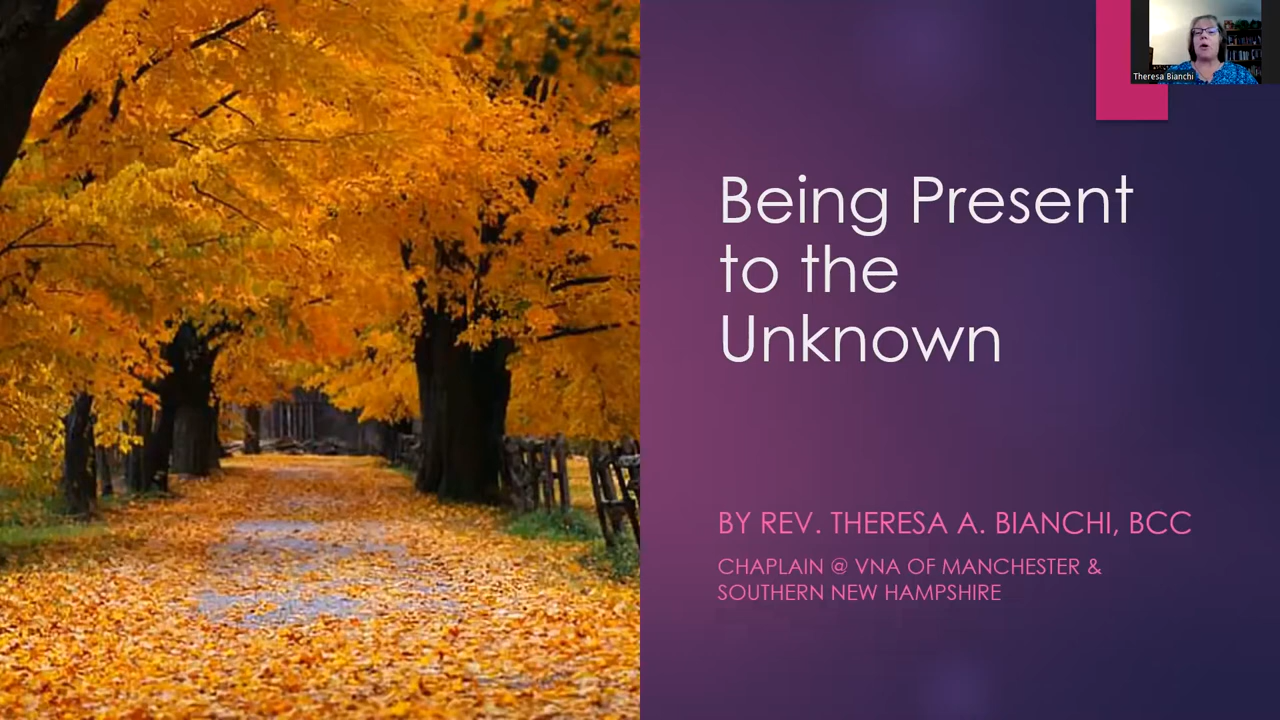 Theresa Bianchi
Being Present
to the
Unknown
BY REV. THERESA A. BIANCHI, BCC
CHAPLAIN @ VNA OF MANCHESTER &
SOUTHERN NEW HAMPSHIRE